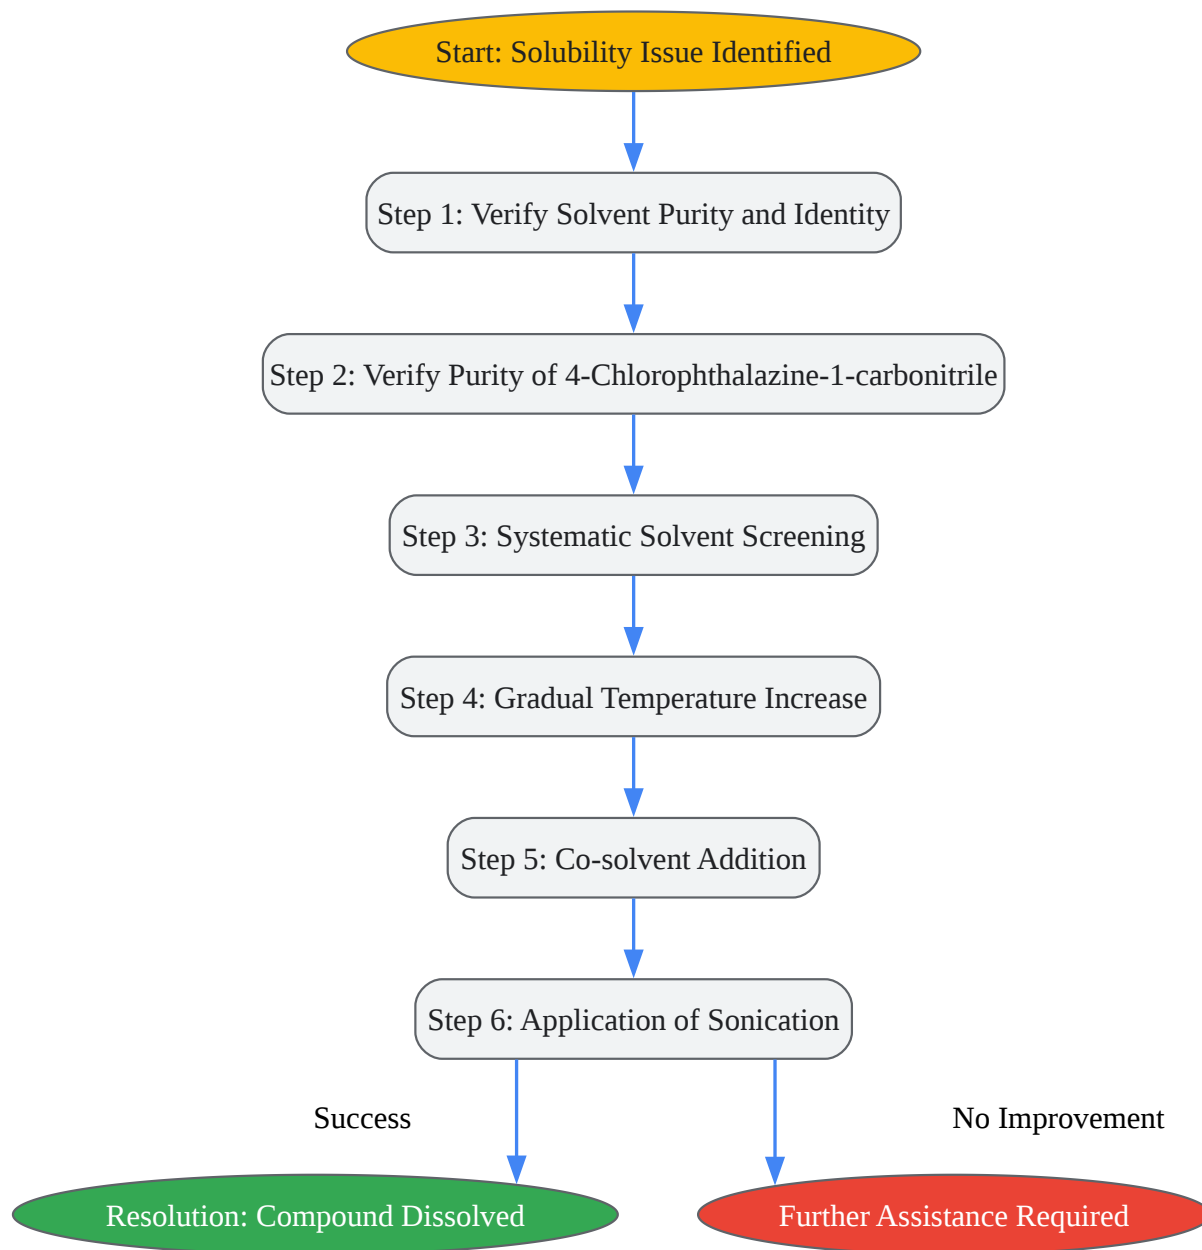 Start: Solubility Issue Identified
Step 1: Verify Solvent Purity and Identity
Step 2: Verify Purity of 4-Chlorophthalazine-1-carbonitrile
Step 3: Systematic Solvent Screening
Step 4: Gradual Temperature Increase
Step 5: Co-solvent Addition
Step 6: Application of Sonication
Success
No Improvement
Resolution: Compound Dissolved
Further Assistance Required